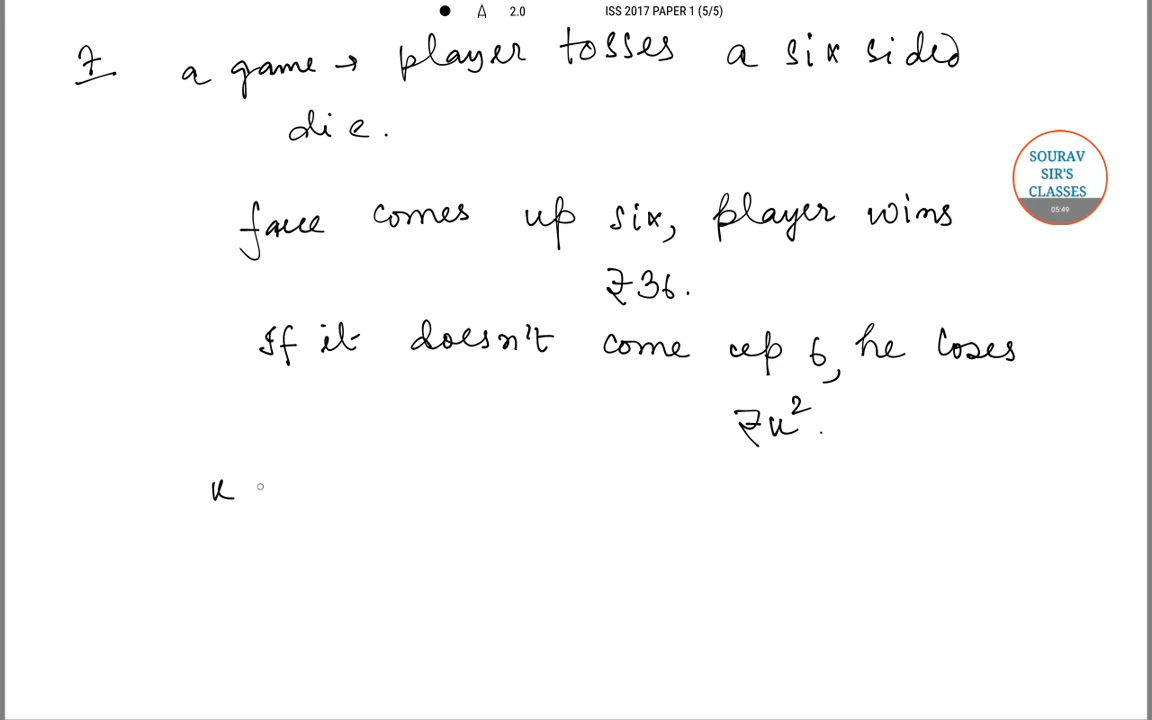 2.0 ISS 2017 PAPER 1 (5/5)
7. a game → player tosses a six sided
die.
face comes up six, player wins
₹36.
If it doesn't come up 6, he loses
₹k².
k
SOURAV
SIR'S
CLASSES
05:49